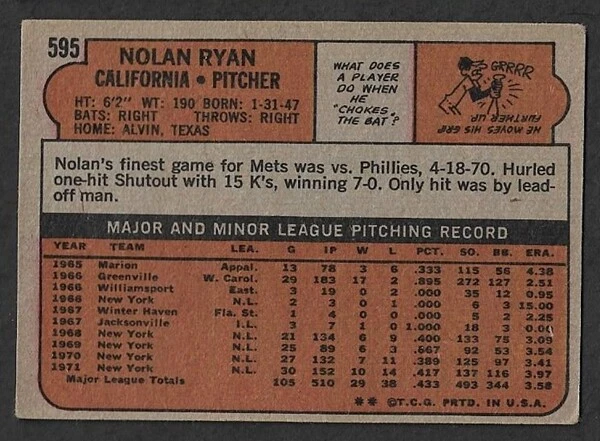 595
NOLAN RYAN
CALIFORNIA • PITCHER
HT: 6'2" WT: 190 BORN: 1-31-47
BATS: RIGHT THROWS: RIGHT
HOME: ALVIN, TEXAS
WHAT DOES
A PLAYER
DO WHEN
HE
"CHOKES
THE BAT"?
GRRRR
HE MOVES HIS GRIP
FURTHER UP
Nolan's finest game for Mets was vs. Phillies, 4-18-70. Hurled
one-hit Shutout with 15 K's, winning 7-0. Only hit was by lead-
off man.
MAJOR AND MINOR LEAGUE PITCHING RECORD
YEAR TEAM LEA. G IP W L PCT. SO. BB. ERA.
1965 Marion Appal. 13 78 3 6 .333 115 56 4.38
1966 Greenville W. Carol. 29 183 17 2 .895 272 127 2.51
1966 Williamsport East. 3 19 0 2 .000 35 12 0.95
1966 New York N.L. 2 3 0 1 .000 6 3 15.00
1967 Winter Haven Fla. St. 1 4 0 0 .000 5 2 2.25
1967 Jacksonville I.L. 3 7 1 0 1.000 18 3 0.00
1968 New York N.L. 21 134 6 9 .400 133 75 3.09
1969 New York N.L. 25 89 6 3 .667 92 53 3.54
1970 New York N.L. 27 132 7 11 .389 125 97 3.41
1971 New York N.L. 30 152 10 14 .417 137 116 3.97
Major League Totals 105 510 29 38 .433 493 344 3.58
** © T.C.G. PRTD. IN U.S.A.